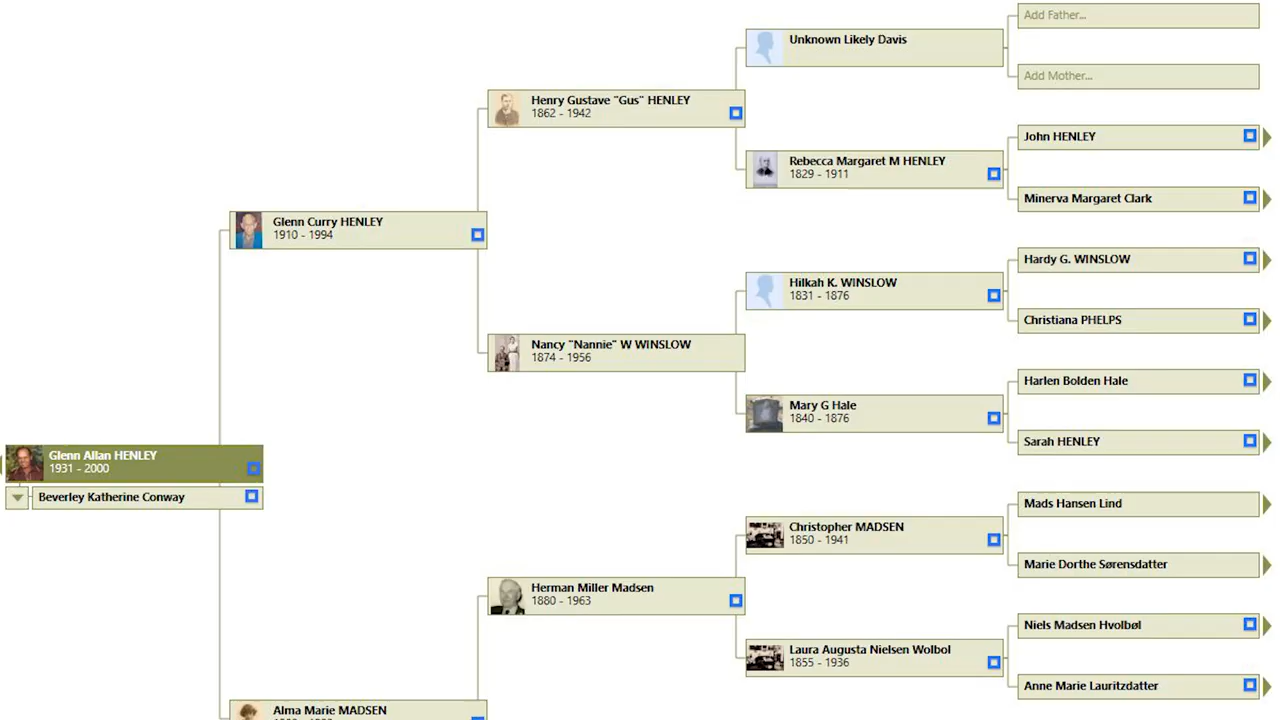 Add Father...
Unknown Likely Davis
Add Mother...
Henry Gustave "Gus" HENLEY
1862 - 1942
John HENLEY
Rebecca Margaret M HENLEY
1829 - 1911
Minerva Margaret Clark
Glenn Curry HENLEY
1910 - 1994
Hardy G. WINSLOW
Hilkah K. WINSLOW
1831 - 1876
Christiana PHELPS
Nancy "Nannie" W WINSLOW
1874 - 1956
Harlen Bolden Hale
Mary G Hale
1840 - 1876
Sarah HENLEY
Glenn Allan HENLEY
1931 - 2000
Beverley Katherine Conway
Mads Hansen Lind
Christopher MADSEN
1850 - 1941
Marie Dorthe Sørensdatter
Herman Miller Madsen
1880 - 1963
Niels Madsen Hvolbøl
Laura Augusta Nielsen Wolbol
1855 - 1936
Anne Marie Lauritzdatter
Alma Marie MADSEN